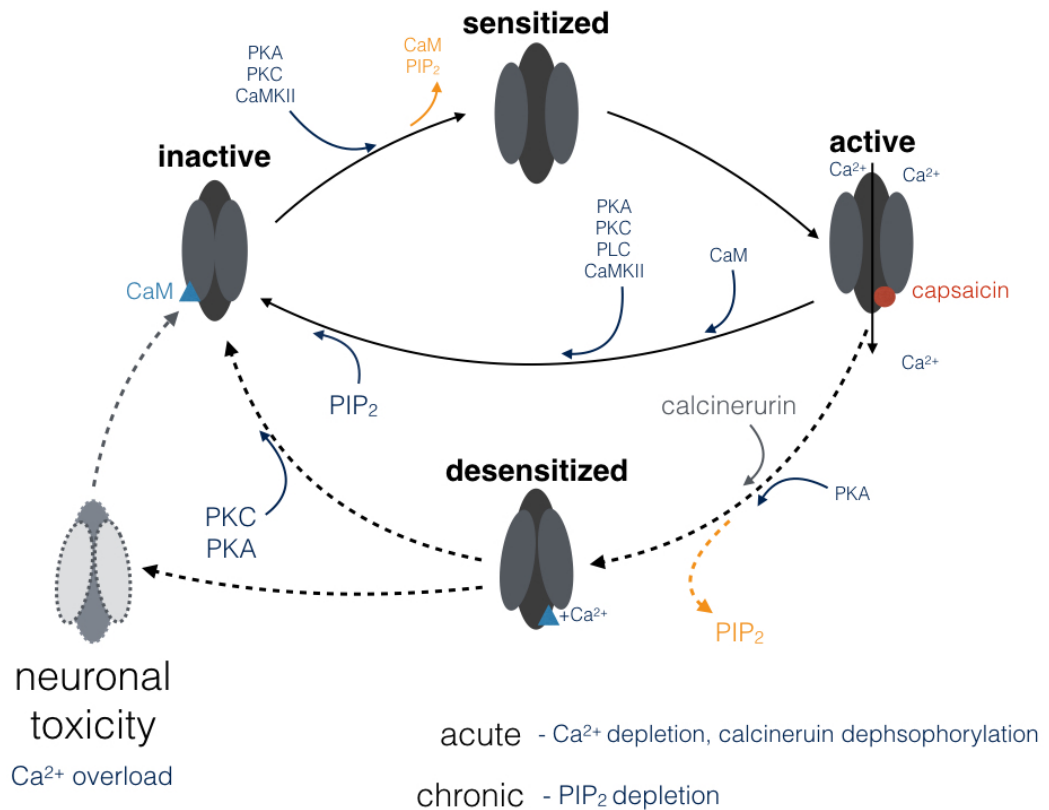 sensitized
PKA
PKC
CaMKII
CaM
PIP₂
inactive
active
Ca²⁺
Ca²⁺
PKA
PKC
PLC
CaMKII
CaM
CaM
capsaicin
Ca²⁺
PIP₂
calcinerurin
desensitized
PKA
PKC
PKA
+Ca²⁺
PIP₂
neuronal
toxicity
Ca²⁺ overload
acute - Ca²⁺ depletion, calcineruin dephsophorylation
chronic - PIP₂ depletion